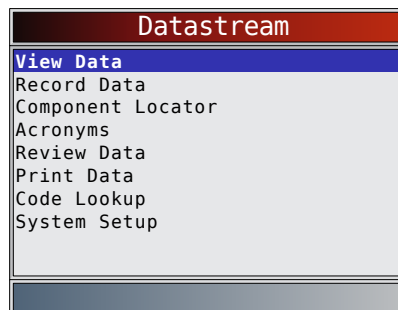 Datastream
View Data
Record Data
Component Locator
Acronyms
Review Data
Print Data
Code Lookup
System Setup